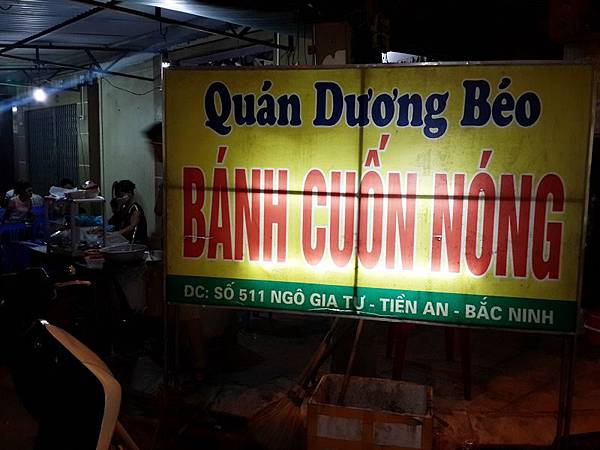 Quán Dương Béo
BÁNH CUỐN NÓNG
ĐC: SỐ 511 NGÔ GIA TỰ - TIỀN AN - BẮC NINH